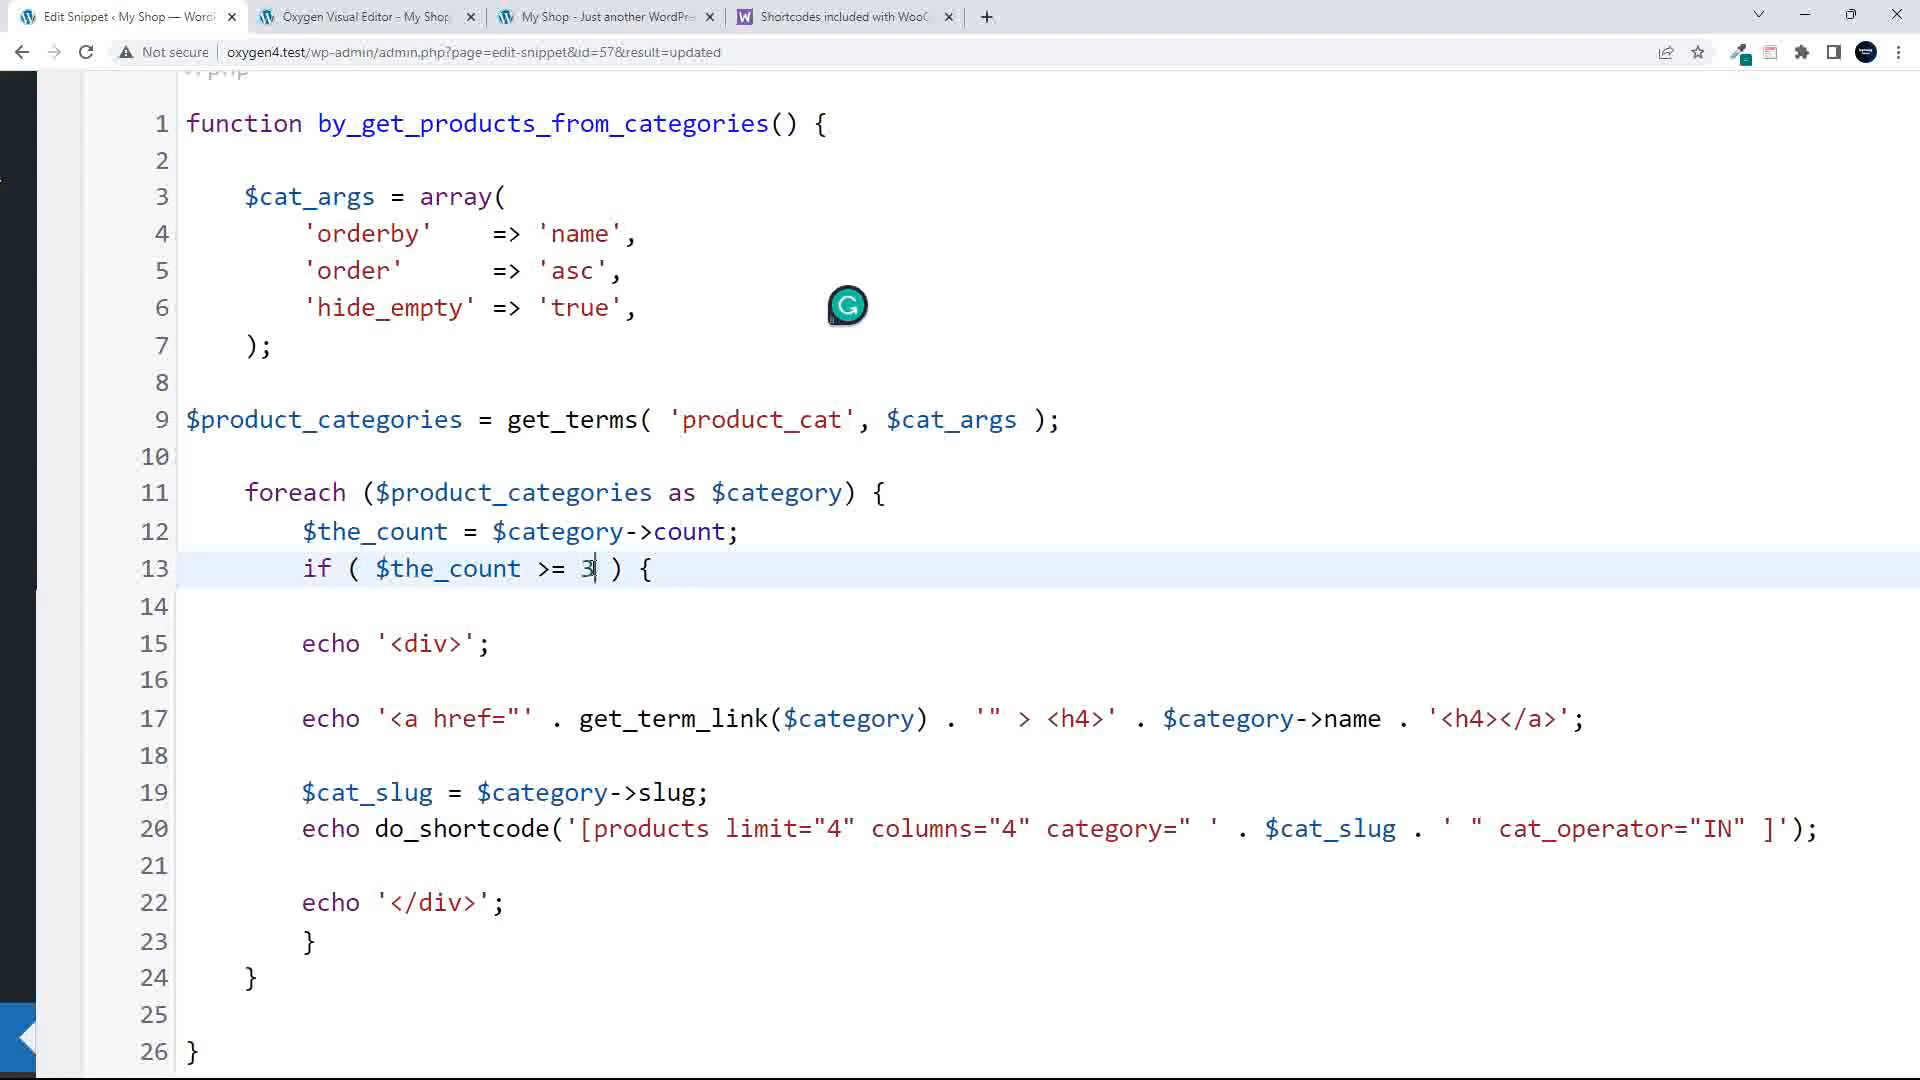 Edit Snippet ‹ My Shop — Word
Oxygen Visual Editor - My Shop
My Shop - Just another WordPre
Shortcodes included with WooC
Not secure
oxygen4.test/wp-admin/admin.php?page=edit-snippet&id=57&result=updated
1 function by_get_products_from_categories() {
2
3 $cat_args = array(
4 'orderby' => 'name',
5 'order' => 'asc',
6 'hide_empty' => 'true',
7 );
8
9 $product_categories = get_terms( 'product_cat', $cat_args );
10
11 foreach ($product_categories as $category) {
12 $the_count = $category->count;
13 if ( $the_count >= 3 ) {
14
15 echo '<div>';
16
17 echo '<a href="' . get_term_link($category) . '" > <h4>' . $category->name . '<h4></a>';
18
19 $cat_slug = $category->slug;
20 echo do_shortcode('[products limit="4" columns="4" category=" ' . $cat_slug . ' " cat_operator="IN" ]');
21
22 echo '</div>';
23 }
24 }
25
26 }